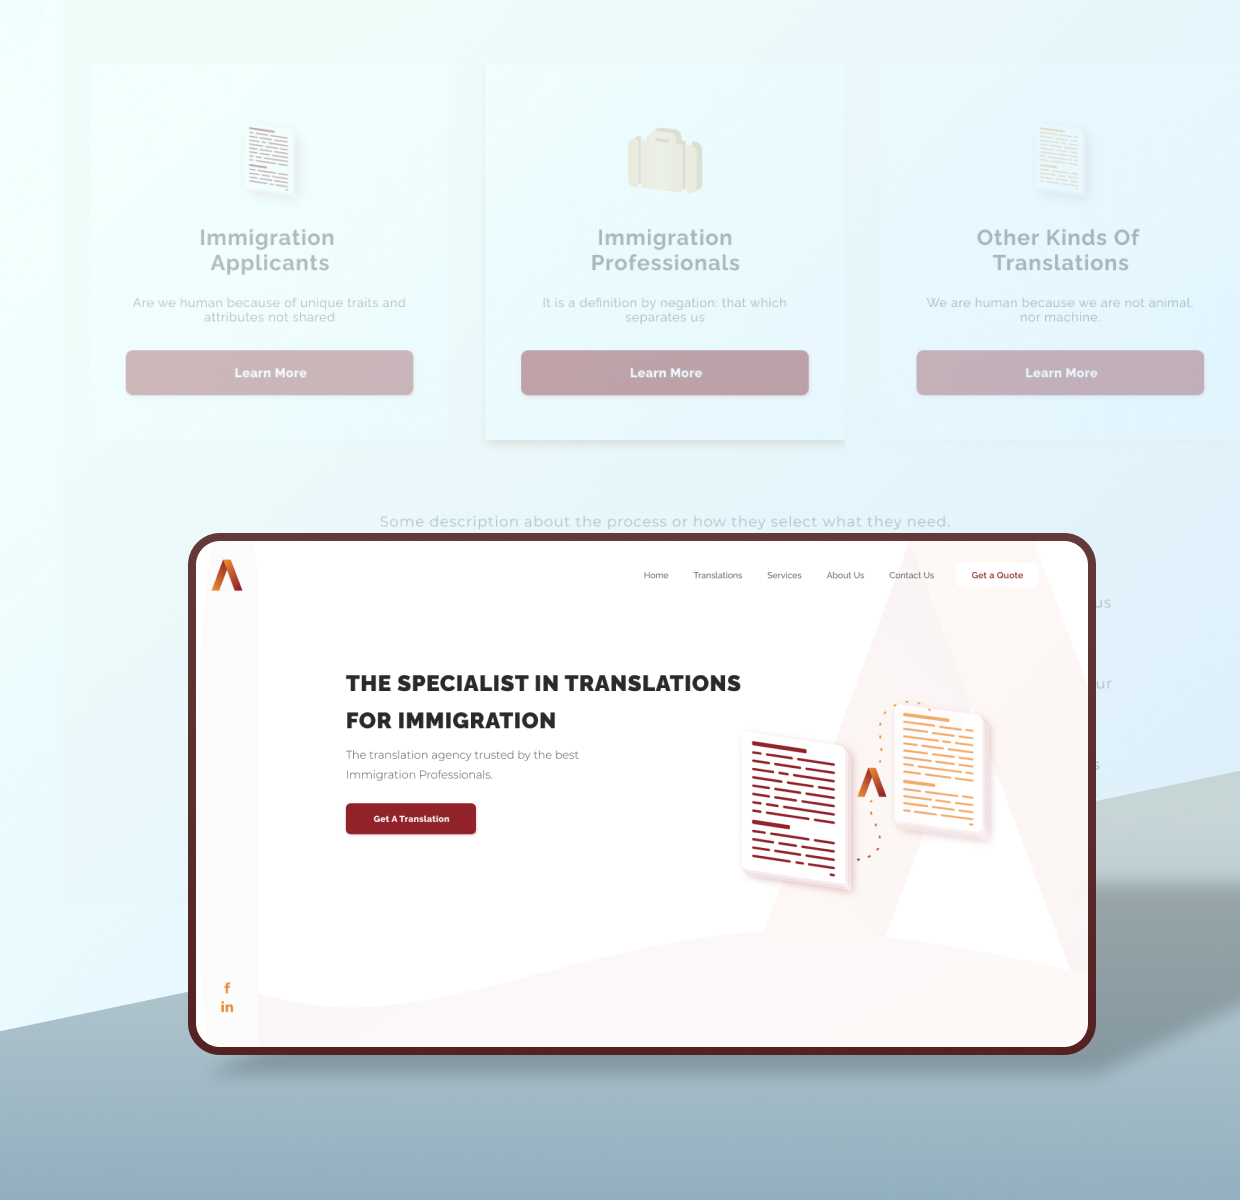 Immigration
Applicants
Are we human because of unique traits and
attributes not shared
Learn More
Immigration
Professionals
It is a definition by negation: that which
separates us
Learn More
Other Kinds Of
Translations
We are human because we are not animal,
nor machine.
Learn More
Some description about the process or how they select what they need.
us
ur
s
Home Translations Services About Us Contact Us Get a Quote
THE SPECIALIST IN TRANSLATIONS
FOR IMMIGRATION
The translation agency trusted by the best
Immigration Professionals.
Get A Translation
f
in